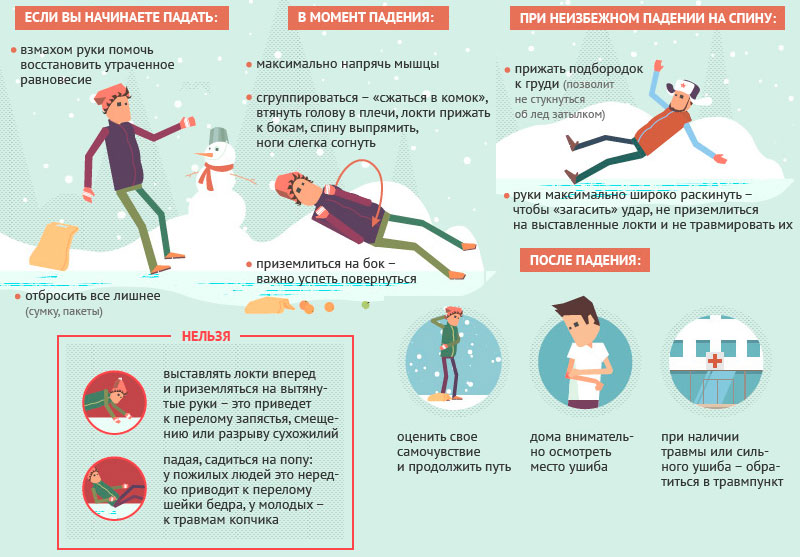 ЕСЛИ ВЫ НАЧИНАЕТЕ ПАДАТЬ:
• взмахом руки помочь
восстановить утраченное
равновесие
• отбросить все лишнее
(сумку, пакеты)
В МОМЕНТ ПАДЕНИЯ:
• максимально напрячь мышцы
• сгруппироваться – «сжаться в комок»,
втянуть голову в плечи, локти прижать
к бокам, спину выпрямить,
ноги слегка согнуть
• приземлиться на бок –
важно успеть повернуться
ПРИ НЕИЗБЕЖНОМ ПАДЕНИИ НА СПИНУ:
• прижать подбородок
к груди (позволит
не стукнуться
об лед затылком)
• руки максимально широко раскинуть –
чтобы «загасить» удар, не приземлиться
на выставленные локти и не травмировать их
НЕЛЬЗЯ
выставлять локти вперед
и приземляться на вытяну-
тые руки – это приведет
к перелому запястья, смеще-
нию или разрыву сухожилий
падая, садиться на попу:
у пожилых людей это неред-
ко приводит к перелому
шейки бедра, у молодых –
к травмам копчика
ПОСЛЕ ПАДЕНИЯ:
оценить свое
самочувствие
и продолжить путь
дома вниматель-
но осмотреть
место ушиба
при наличии
травмы или силь-
ного ушиба – обра-
титься в травмпункт